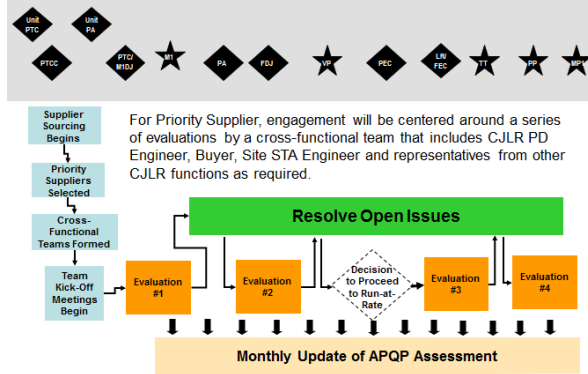 Unit
PTC
Unit
PA
PTCC
PTC/
M1DJ
M1
PA
FDJ
VP
PEC
LR/
FEC
TT
PP
MP1
Supplier
Sourcing
Begins
For Priority Supplier, engagement will be centered around a series
of evaluations by a cross-functional team that includes CJLR PD
Engineer, Buyer, Site STA Engineer and representatives from other
CJLR functions as required.
Priority
Suppliers
Selected
Cross-
Functional
Teams Formed
Resolve Open Issues
Team
Kick-Off
Meetings
Begin
Evaluation
#1
Evaluation
#2
Decision
to Proceed
to Run-at-
Rate
Evaluation
#3
Evaluation
#4
Monthly Update of APQP Assessment